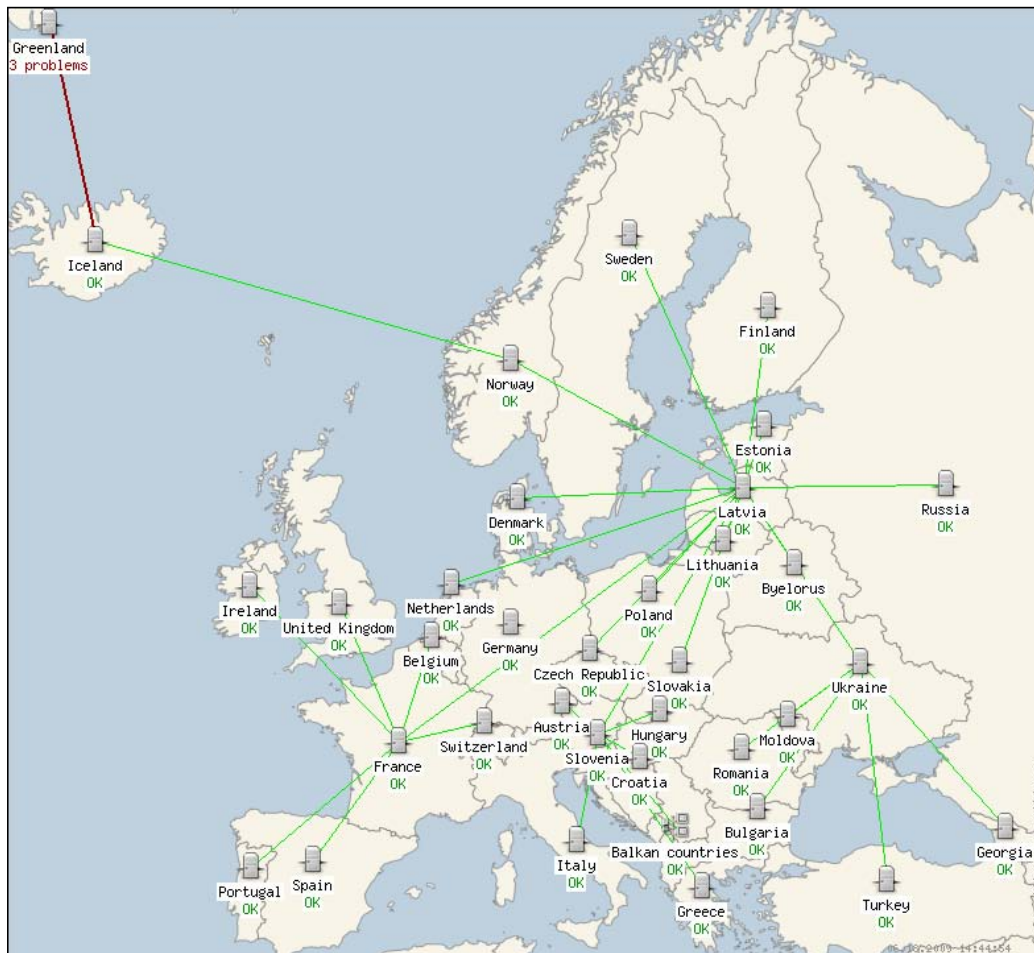 Greenland
3 problems
Iceland
OK
Sweden
OK
Finland
OK
Norway
OK
Estonia
OK
Latvia
OK
Russia
OK
Denmark
OK
Lithuania
OK
Byelorus
OK
Ireland
OK
United Kingdom
OK
Netherlands
OK
Belgium
OK
Germany
OK
Poland
OK
Czech Republic
OK
Slovakia
OK
Ukraine
OK
France
OK
Switzerland
OK
Austria
OK
Slovenia
OK
Hungary
OK
Croatia
OK
Moldova
OK
Romania
OK
Bulgaria
OK
Georgia
OK
Portugal
OK
Spain
OK
Italy
OK
Balkan countries
OK
Greece
OK
Turkey
OK
14:44:54